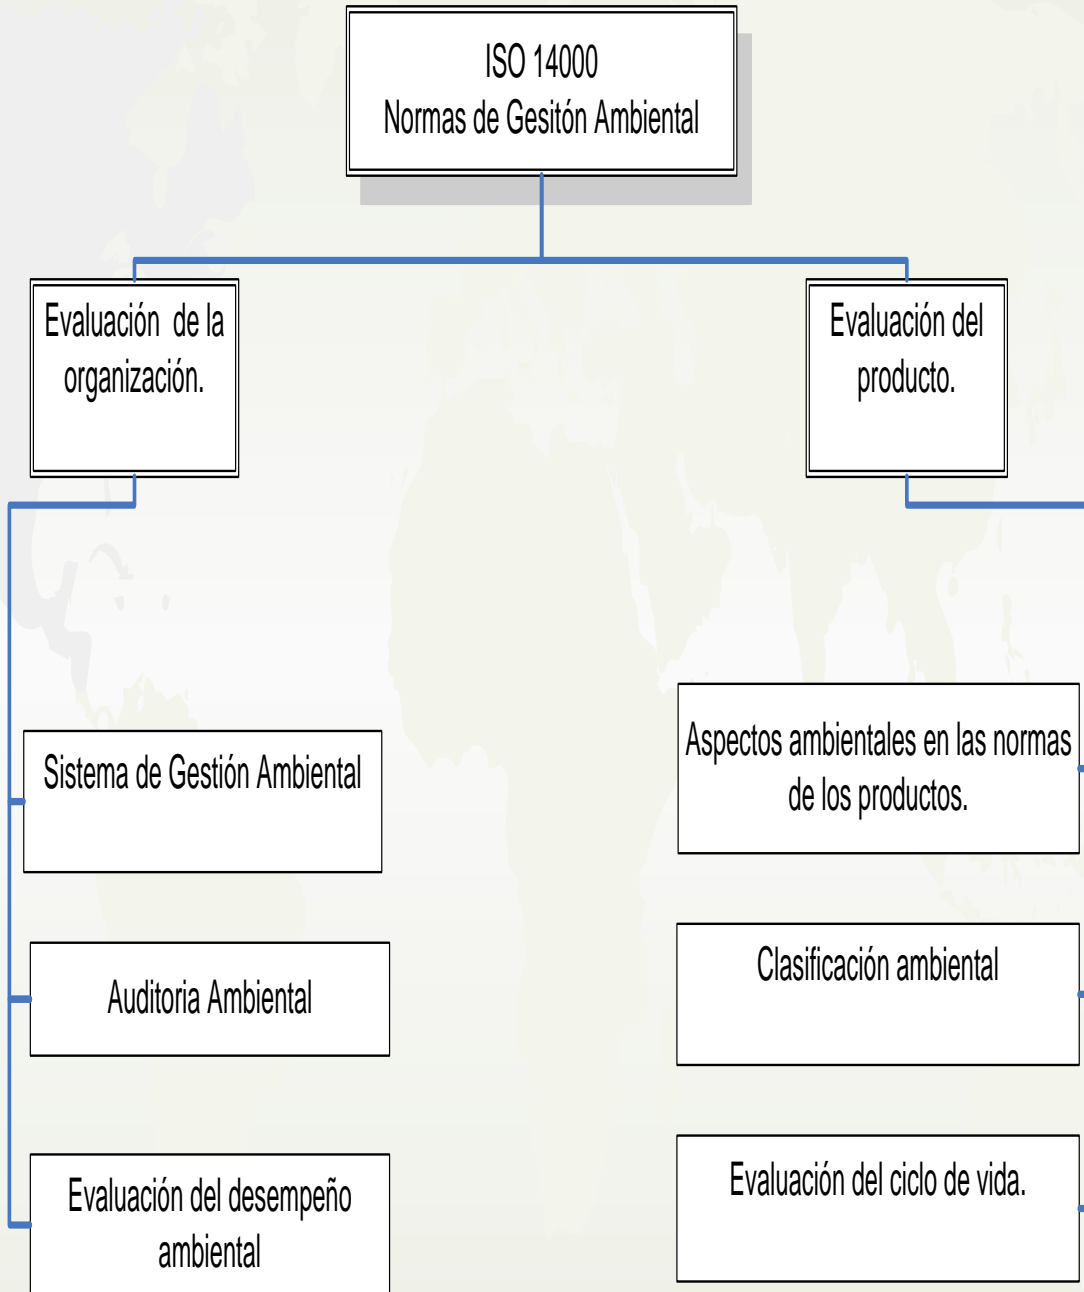 ISO 14000
Normas de Gesitón Ambiental
Evaluación de la
organización.
Evaluación del
producto.
Sistema de Gestión Ambiental
Auditoria Ambiental
Evaluación del desempeño
ambiental
Aspectos ambientales en las normas
de los productos.
Clasificación ambiental
Evaluación del ciclo de vida.